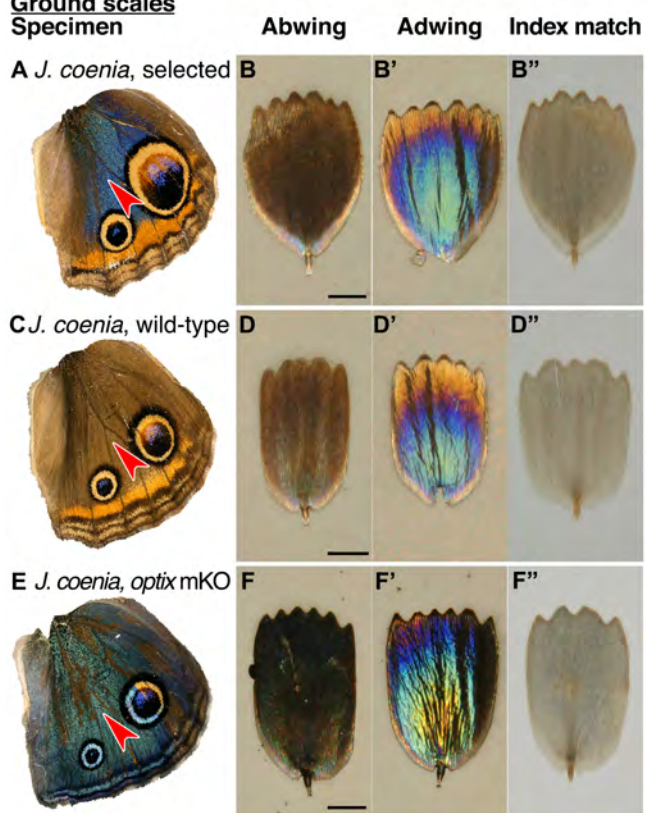 Ground scales
Specimen Abwing Adwing Index match
A J. coenia, selected B B' B"
C J. coenia, wild-type D D' D"
E J. coenia, optix mKO F F' F"